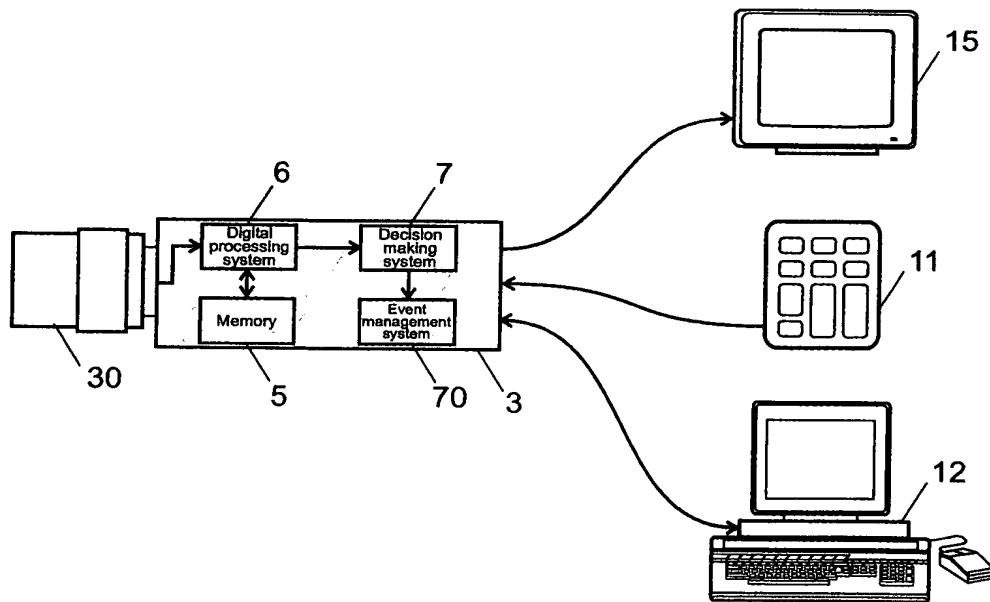 15
6
7
Digital
processing
system
Decision
making
system
11
Memory
Event
management
system
30
5
70
3
12